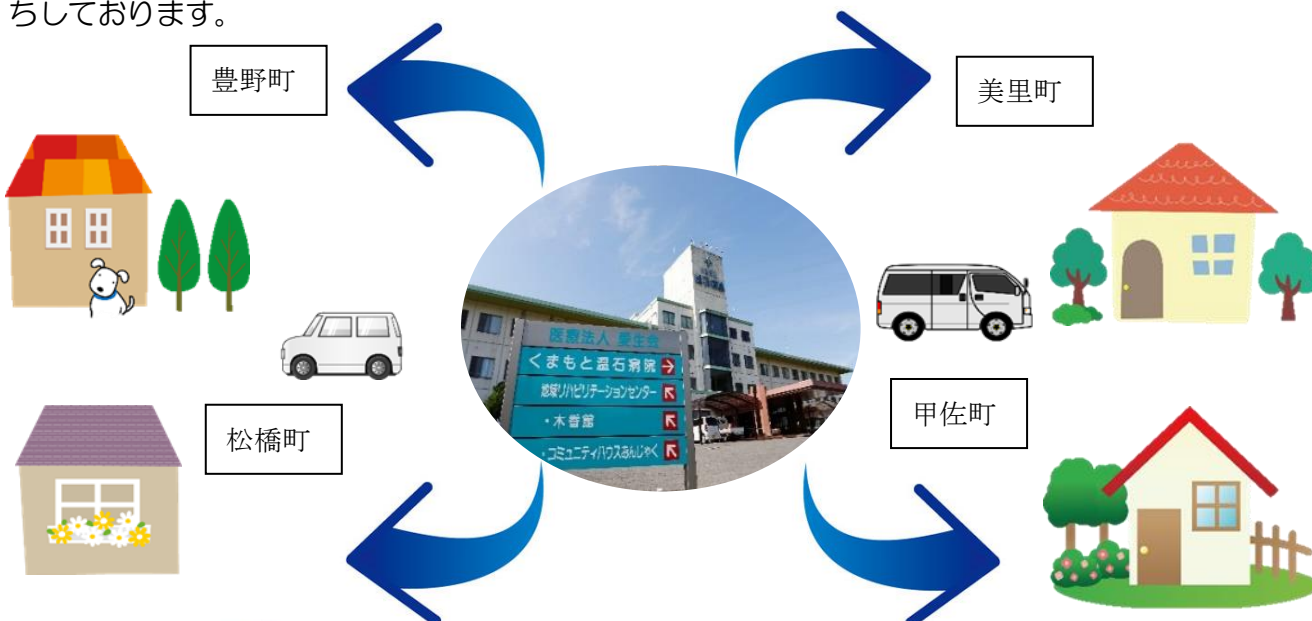 ちしております。
豊野町
美里町
医療法人 愛生会
くまもと温石病院
地域リハビリテーションセンター
・木香館
・コミュニティハウスおんじゃく
松橋町
甲佐町